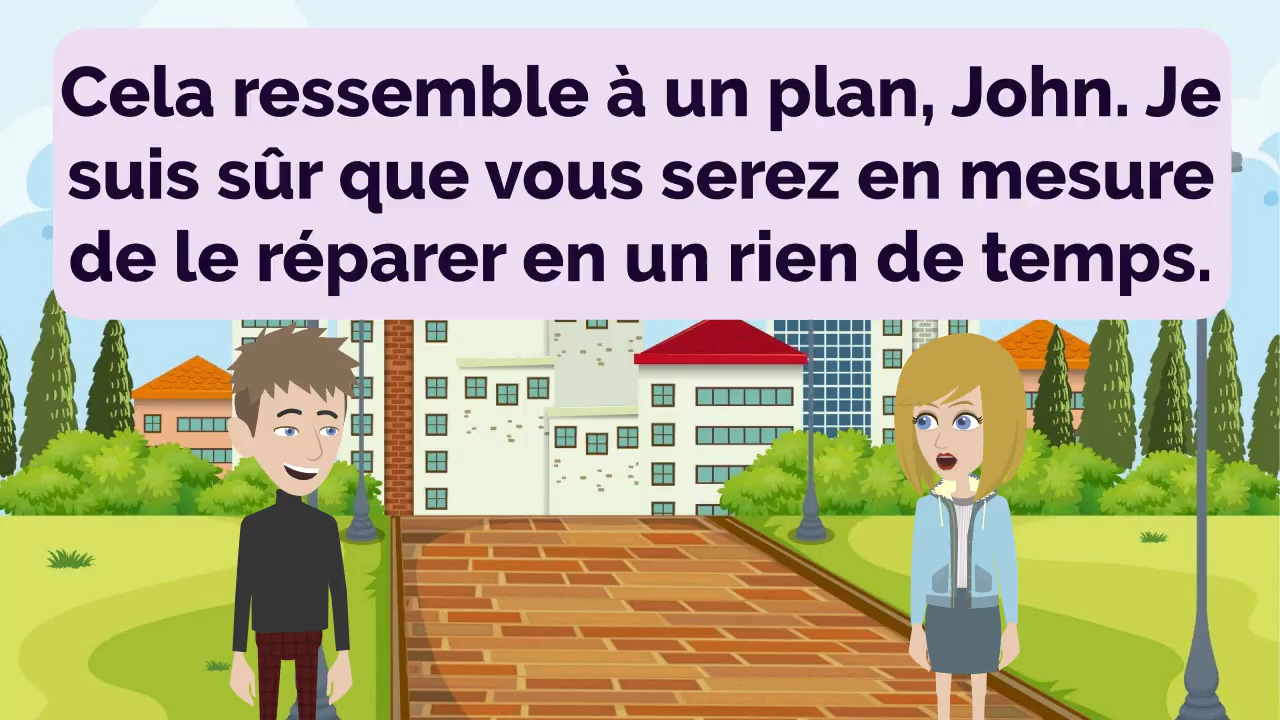 Cela ressemble à un plan, John. Je
suis sûr que vous serez en mesure
de le réparer en un rien de temps.